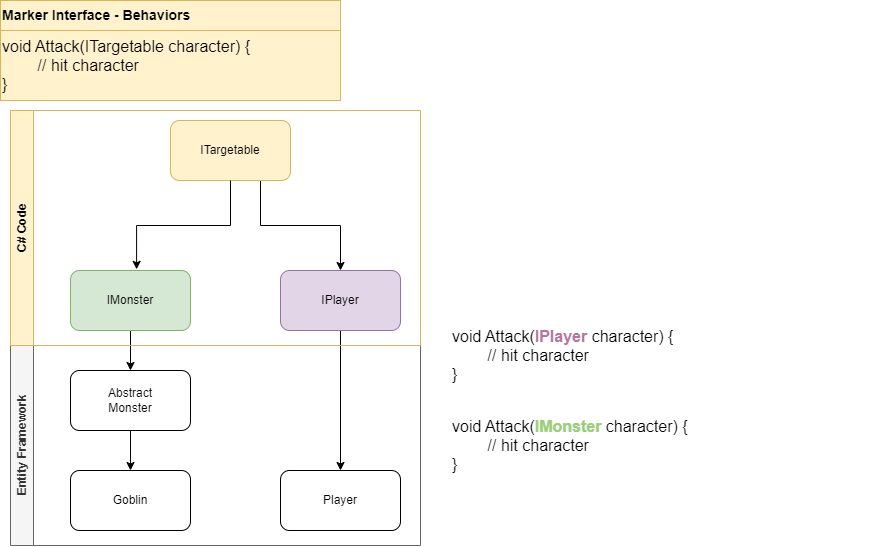 Marker Interface - Behaviors
void Attack(ITargetable character) {
// hit character
}
C# Code
ITargetable
IMonster
IPlayer
Entity Framework
Abstract
Monster
Goblin
Player
void Attack(IPlayer character) {
// hit character
}
void Attack(IMonster character) {
// hit character
}